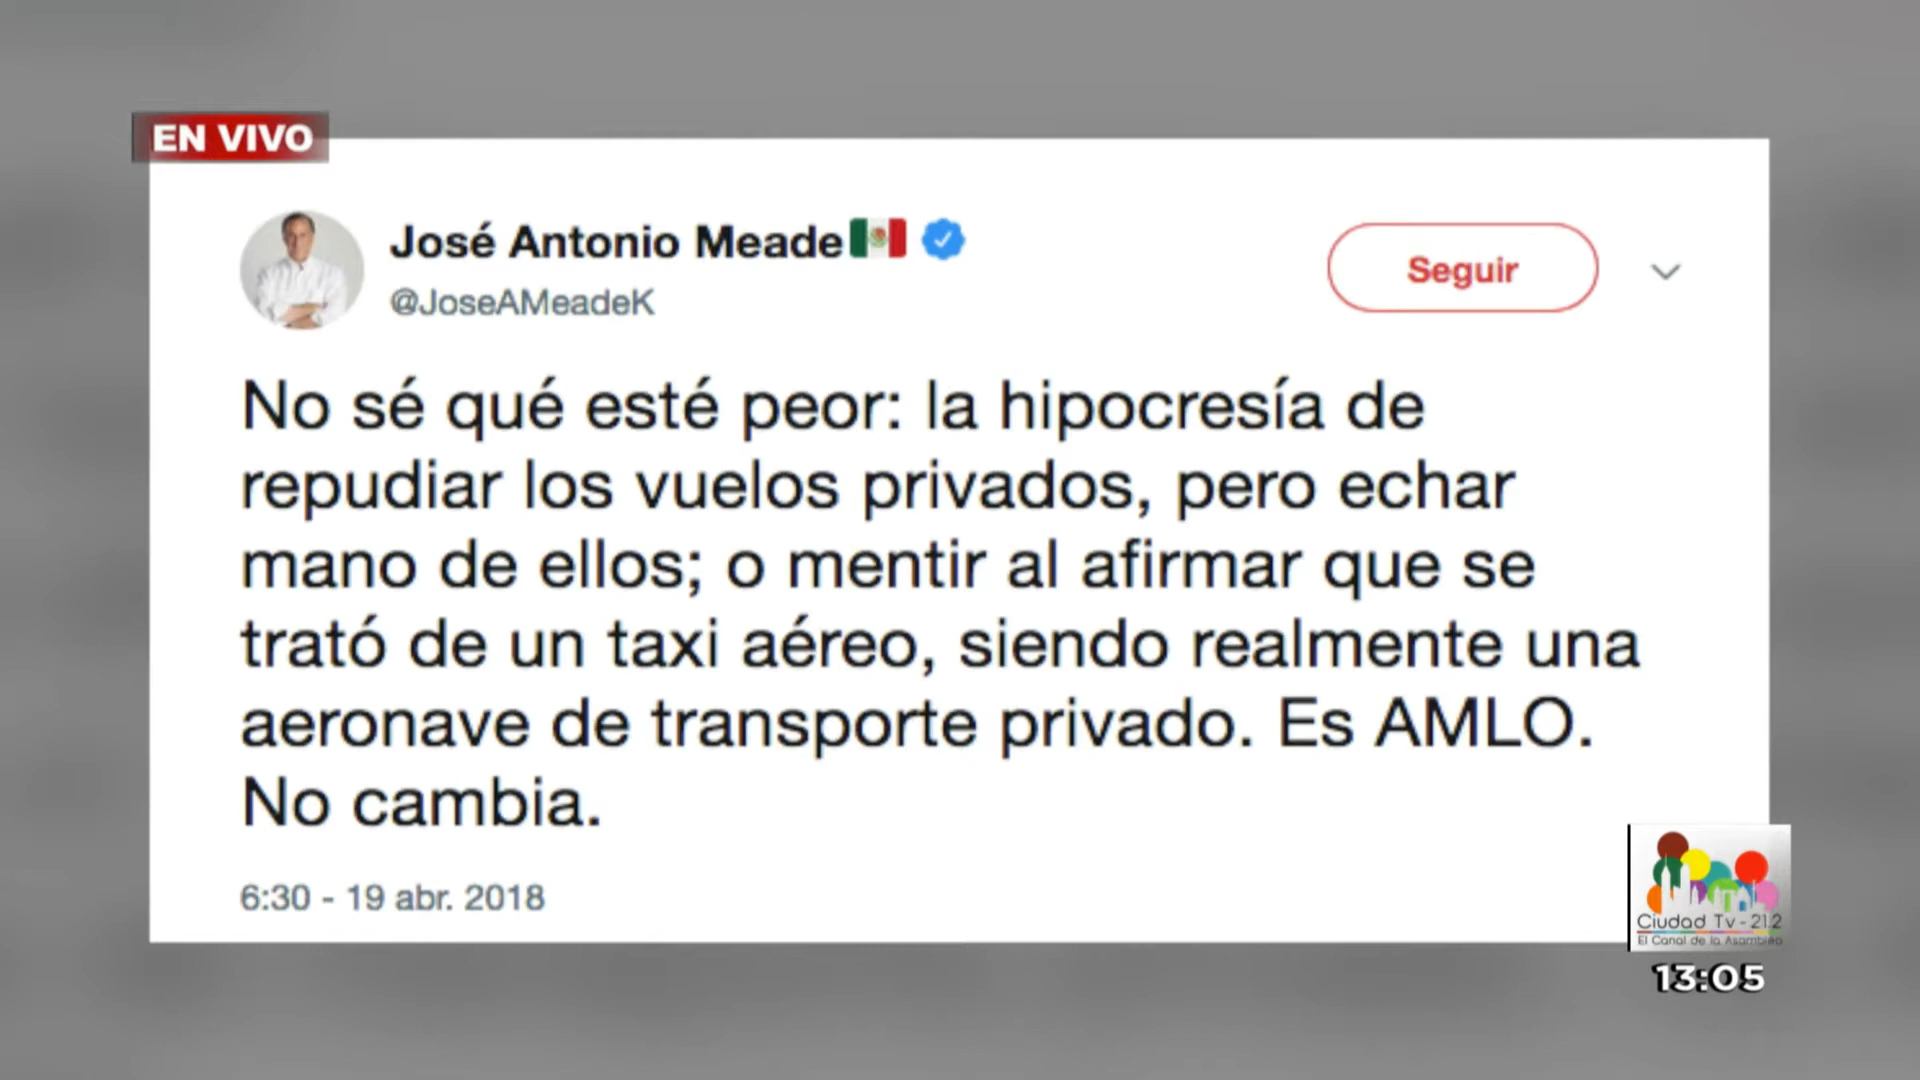 EN VIVO
José Antonio Meade
@JoseAMeadeK
Seguir
No sé qué esté peor: la hipocresía de
repudiar los vuelos privados, pero echar
mano de ellos; o mentir al afirmar que se
trató de un taxi aéreo, siendo realmente una
aeronave de transporte privado. Es AMLO.
No cambia.
6:30 - 19 abr. 2018
Ciudad Tv - 21.2
El Canal de la Asamblea
13:05